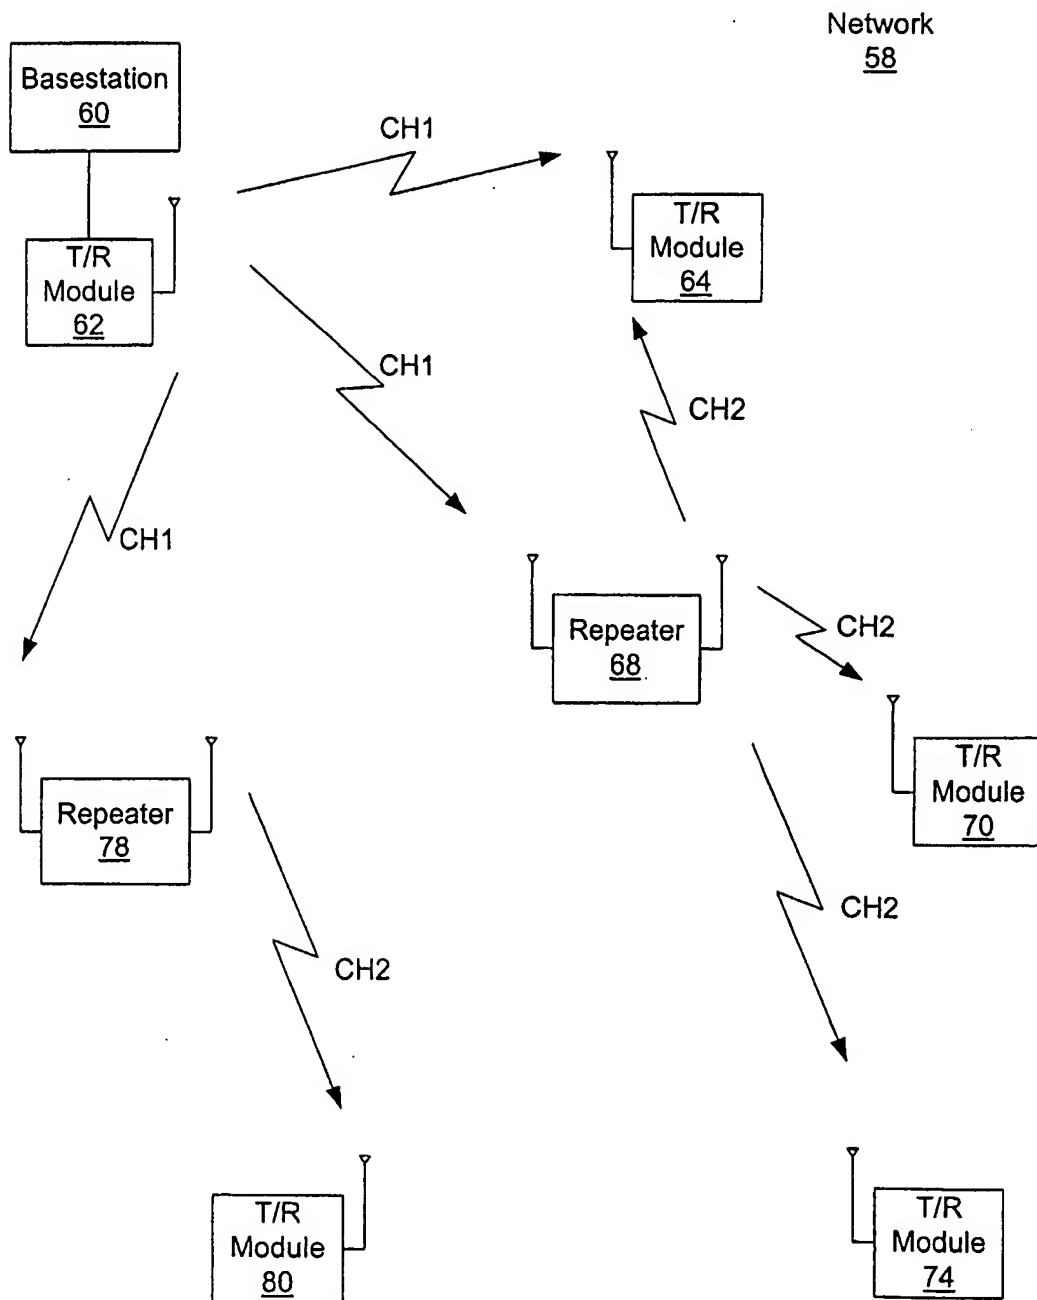 Network
58
Basestation
60
CH1
T/R
Module
62
T/R
Module
64
CH1
CH2
CH1
Repeater
68
CH2
T/R
Module
70
Repeater
78
CH2
CH2
T/R
Module
80
T/R
Module
74